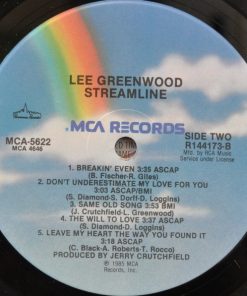 LEE GREENWOOD
STREAMLINE
MCA RECORDS
MCA-5622
MCA 4646
SIDE TWO
R144173-B
Mfd. by RCA Music
Service under License
1 BREAKIN' EVEN 3:35 ASCAP
(B. Fischer-R. Giles)
2. DON'T UNDERESTIMATE MY LOVE FOR YOU
3:03 ASCAP/BMI
(S. Diamond-S. Dorff-D. Loggins)
3. SAME OLD SONG 3:53 BMI
(J. Crutchfield-L. Greenwood)
4. THE WILL TO LOVE 3:37 ASCAP
(S. Diamond-D. Loggins)
5. LEAVE MY HEART THE WAY YOU FOUND IT
3:18 ASCAP
(C. Black-A. Roberts-T. Rocco)
PRODUCED BY JERRY CRUTCHFIELD
℗ 1985 MCA
Records, Inc.